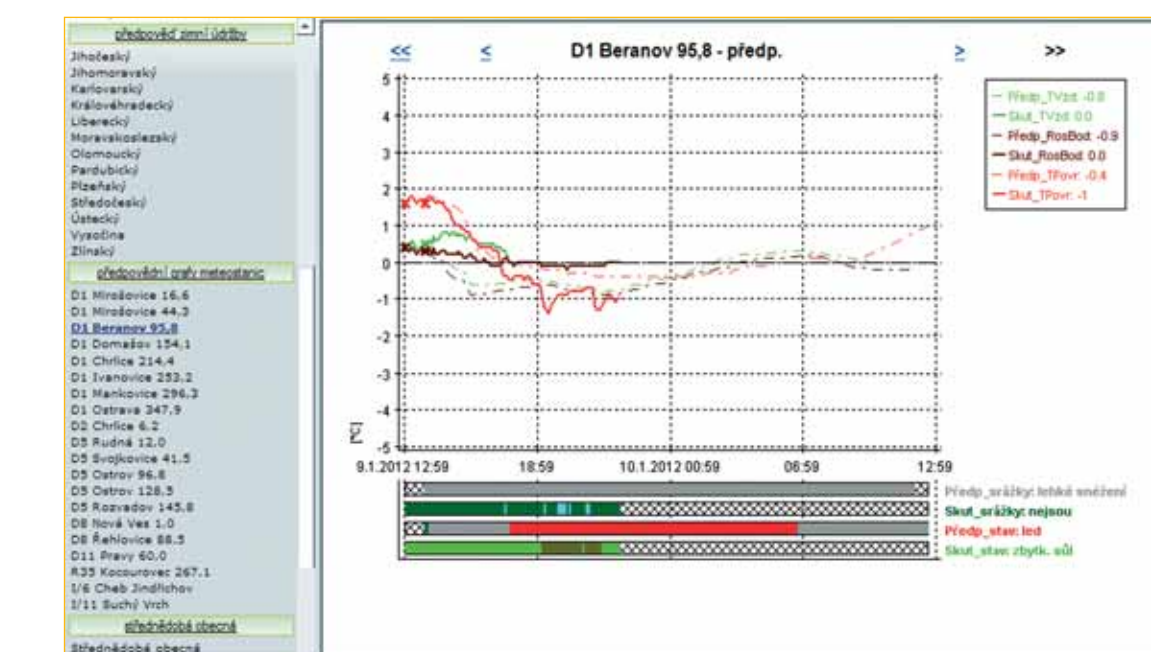 předpověď zimní údržby
Jihočeský
Jihomoravský
Karlovarský
Královéhradecký
Liberecký
Moravskoslezský
Olomoucký
Pardubický
Plzeňský
Středočeský
Ústecký
Vysočina
Zlínský
předpovědní grafy meteostanic
D1 Mirošovice 16,6
D1 Mirošovice 44,3
D1 Beranov 95,8
D1 Domašov 154,1
D1 Chrlice 214,4
D1 Ivanovice 253,2
D1 Mankovice 296,3
D1 Ostrava 347,9
D2 Chrlice 6,2
D5 Rudná 12,0
D5 Svojkovice 41,5
D5 Ostrov 96,8
D5 Ostrov 128,5
D5 Rozvadov 145,8
D8 Nová Ves 1,0
D8 Řehlovice 88,5
D11 Pravy 60,0
R35 Kocourovec 267,1
I/6 Cheb Jindřichov
I/11 Suchý Vrch
střednědobá obecná
Střednědobá obecná
<< < D1 Beranov 95,8 - předp. > >>
5
4
3
2
1
0
-1
-2
-3
-4
-5
[°C]
9.1.2012 12:59 18:59 10.1.2012 00:59 06:59 12:59
Předp_TVzd: -0.8
Skut_TVzd: 0.0
Předp_RosBod: -0.9
Skut_RosBod: 0.0
Předp_TPovr: -0.4
Skut_TPovr: -1
Předp_srážky: lehké sněžení
Skut_srážky: nejsou
Předp_stav: led
Skut_stav: zbytk. sůl